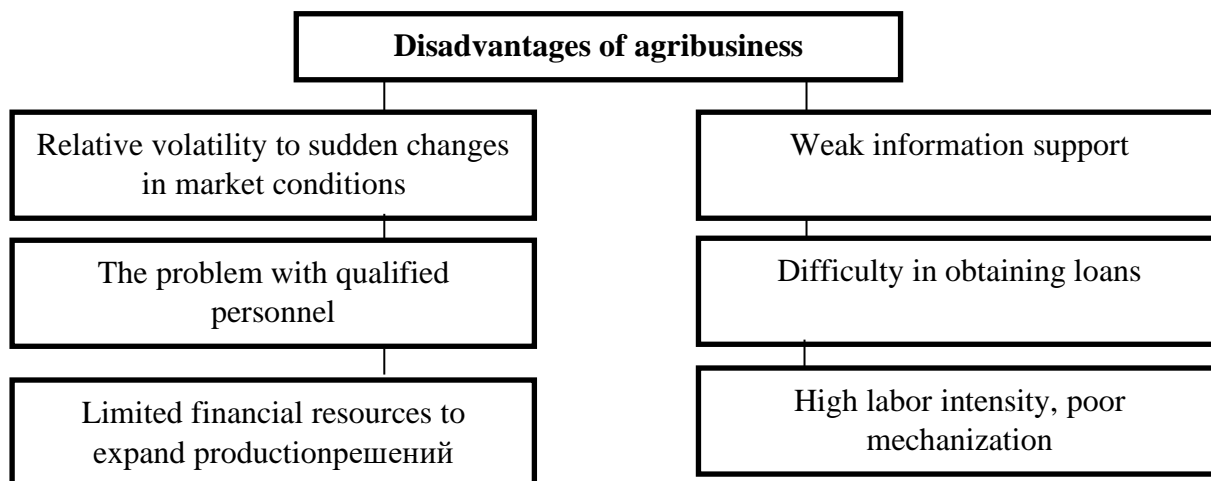 Disadvantages of agribusiness
Relative volatility to sudden changes
in market conditions
Weak information support
The problem with qualified
personnel
Difficulty in obtaining loans
Limited financial resources to
expand productionрешений
High labor intensity, poor
mechanization